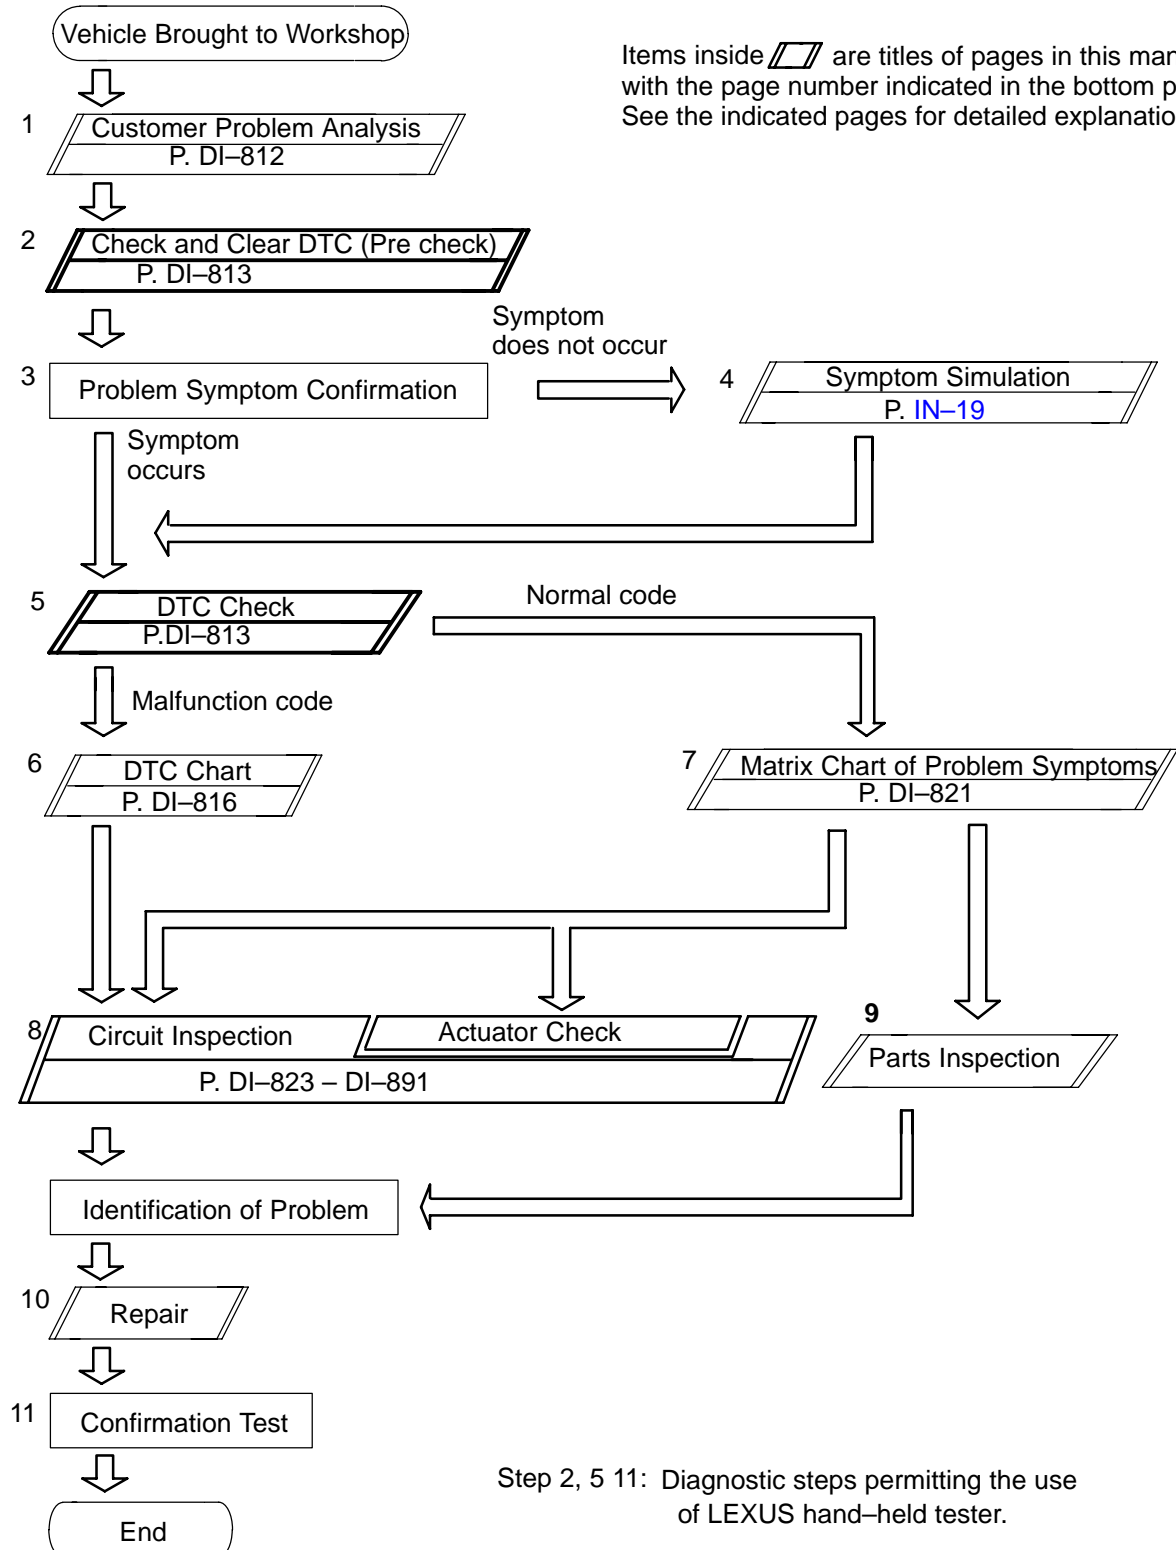 Vehicle Brought to Workshop
Items inside are titles of pages in this man
with the page number indicated in the bottom p
See the indicated pages for detailed explanatio
1
Customer Problem Analysis
P. DI–812
2
Check and Clear DTC (Pre check)
P. DI–813
Symptom
does not occur
3
Problem Symptom Confirmation
4
Symptom Simulation
P. IN–19
Symptom
occurs
5
DTC Check
P.DI–813
Normal code
Malfunction code
6
DTC Chart
P. DI–816
7
Matrix Chart of Problem Symptoms
P. DI–821
8
Circuit Inspection
Actuator Check
P. DI–823 – DI–891
9
Parts Inspection
Identification of Problem
10
Repair
11
Confirmation Test
Step 2, 5 11: Diagnostic steps permitting the use
of LEXUS hand–held tester.
End